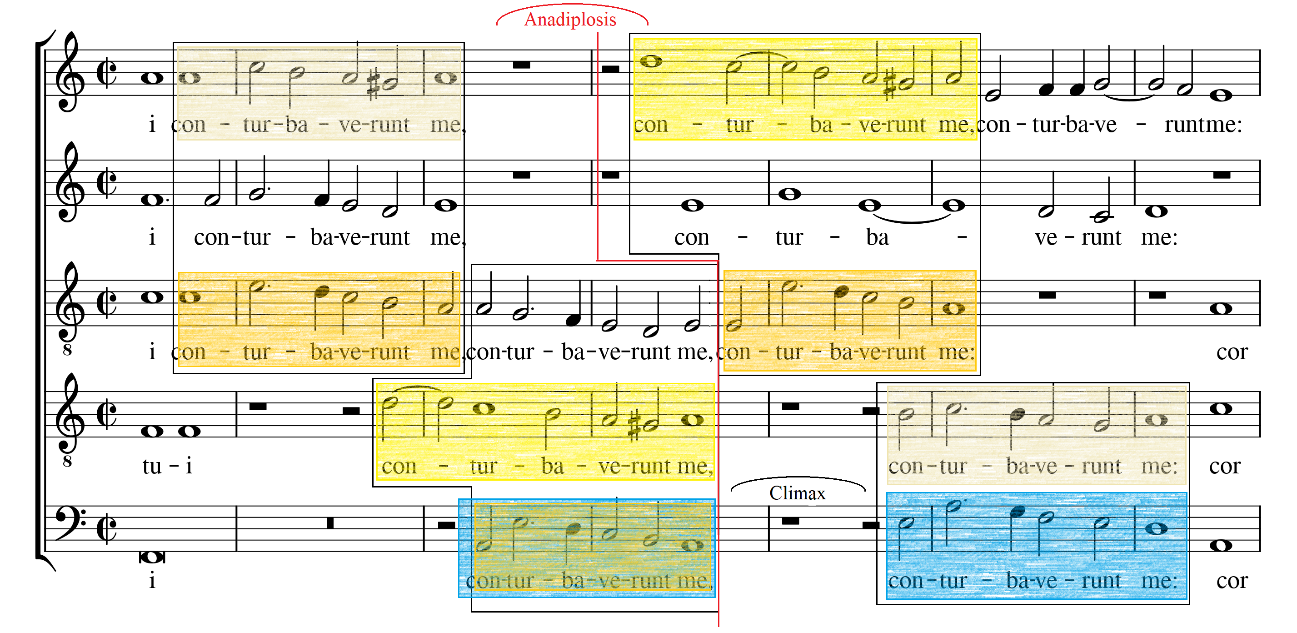 Anadiplosis
i con – tur–ba – ve–runt me, con – tur – ba – ve–runt me,con – tur–ba–ve – runtme:
i con–tur – ba–ve–runt me, con – tur – ba – ve – runt me:
8
i con – tur – ba–ve–runt me,con–tur – ba–ve–runt me,con – tur – ba–ve–runt me: cor
8
tu – i con – tur – ba – ve–runt me, con–tur – ba–ve – runt me: cor
Climax
i con–tur – ba–ve–runt me, con–tur – ba–ve – runt me: cor